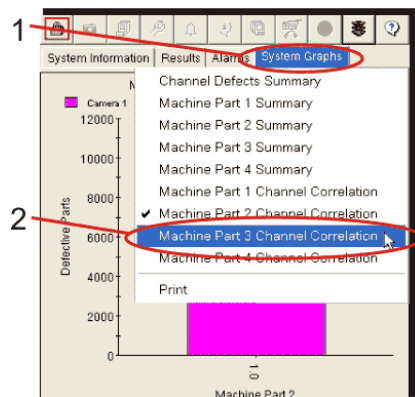 1
System Information Results Alarms System Graphs
Channel Defects Summary
Camera 1
Machine Part 1 Summary
12000
Machine Part 2 Summary
10000
Machine Part 3 Summary
Machine Part 4 Summary
Machine Part 1 Channel Correlation
8000
Machine Part 2 Channel Correlation
2
6000
Machine Part 3 Channel Correlation
Machine Part 4 Channel Correlation
4000
Print
2000
0
Defective Parts
1.0
Machine Part 2